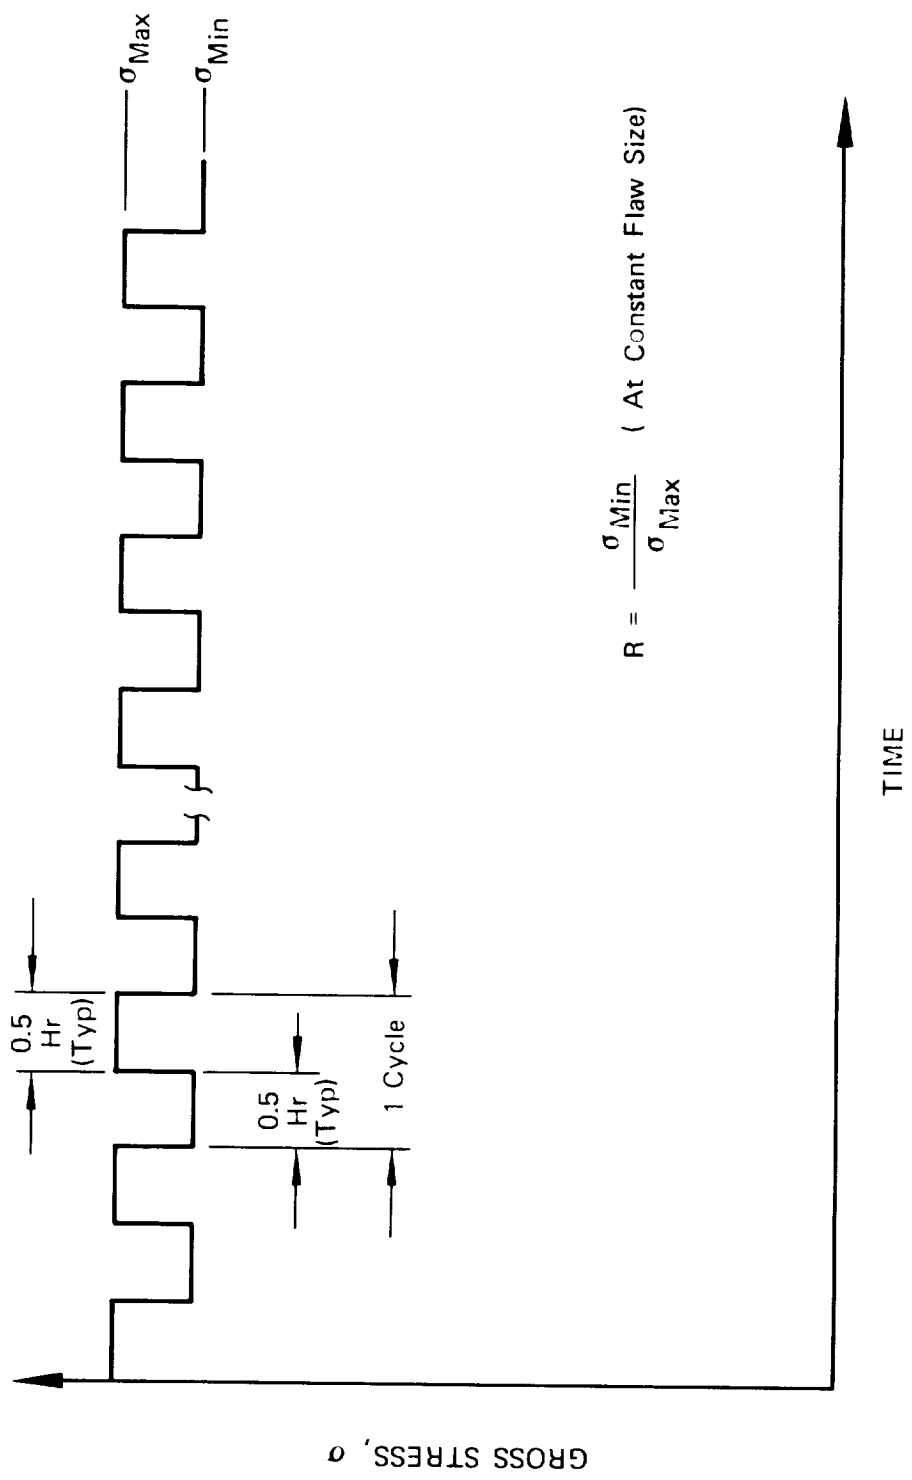 σMax
σMin
0.5
Hr
(Typ)
0.5
Hr
(Typ)
1 Cycle
R = σMin / σMax ( At Constant Flaw Size)
TIME
GROSS STRESS, σ